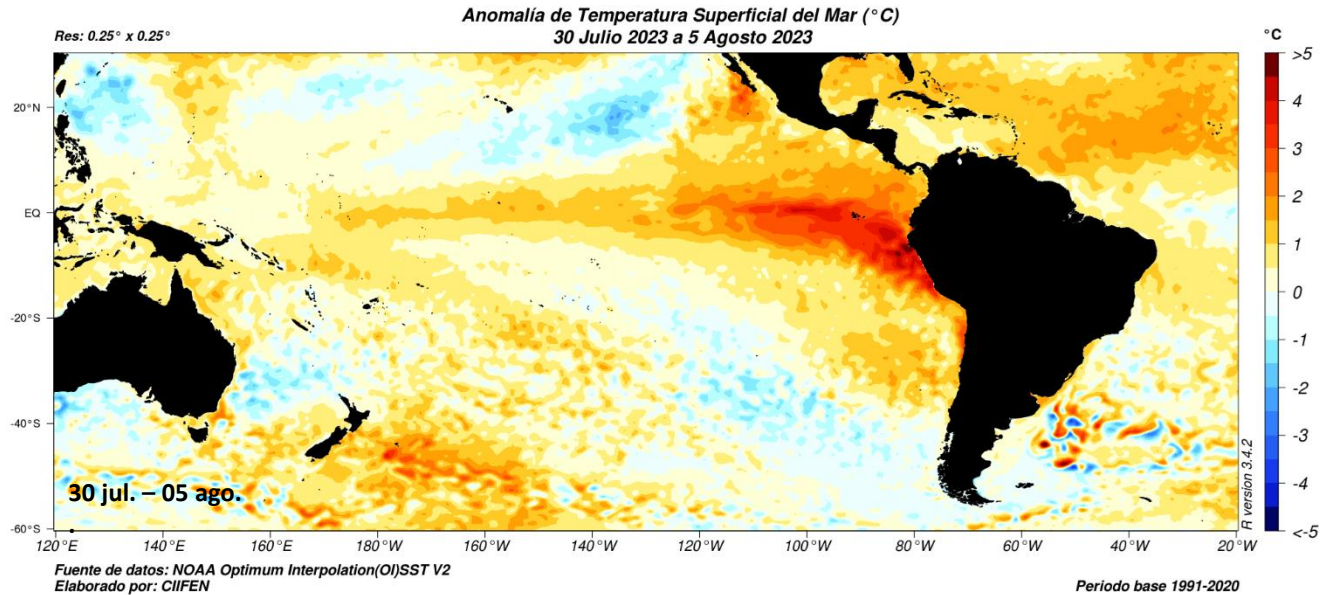 Anomalía de Temperatura Superficial del Mar (°C)
Res: 0.25° x 0.25°
30 Julio 2023 a 5 Agosto 2023
°C
>5
4
3
2
1
0
-1
-2
-3
-4
<-5
20°N
EQ
-20°S
-40°S
-60°S
30 jul. – 05 ago.
R version 3.4.2
120°E 140°E 160°E 180°W 160°W 140°W 120°W 100°W 80°W 60°W 40°W 20°W
Fuente de datos: NOAA Optimum Interpolation(OI)SST V2
Elaborado por: CIIFEN
Periodo base 1991-2020